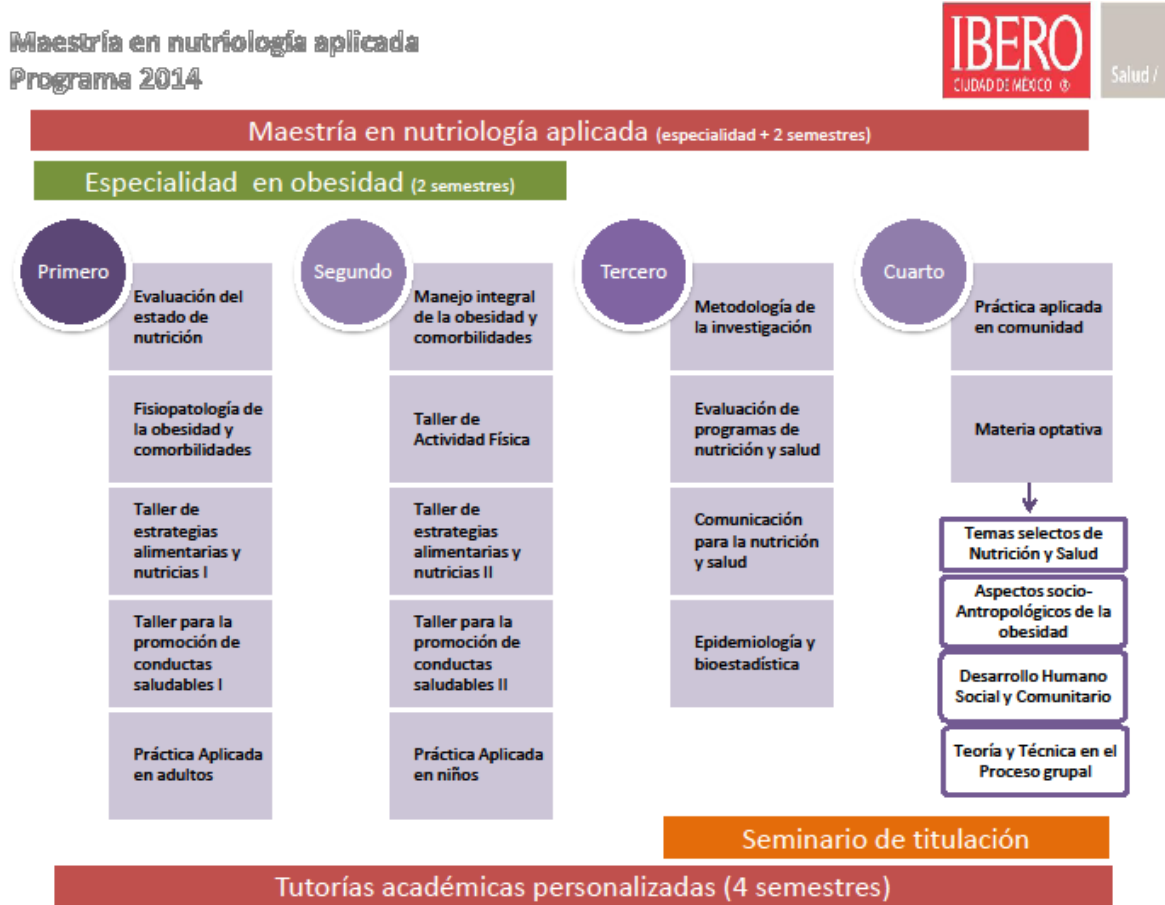 Maestría en nutriología aplicada
Programa 2014
IBERO
CIUDAD DE MÉXICO ®
Salud /
Maestría en nutriología aplicada (especialidad + 2 semestres)
Especialidad en obesidad (2 semestres)
Primero
Evaluación del
estado de
nutrición
Fisiopatología de
la obesidad y
comorbilidades
Taller de
estrategias
alimentarias y
nutricias I
Taller para la
promoción de
conductas
saludables I
Práctica Aplicada
en adultos
Segundo
Manejo integral
de la obesidad y
comorbilidades
Taller de
Actividad Física
Taller de
estrategias
alimentarias y
nutricias II
Taller para la
promoción de
conductas
saludables II
Práctica Aplicada
en niños
Tercero
Metodología de
la investigación
Evaluación de
programas de
nutrición y salud
Comunicación
para la nutrición
y salud
Epidemiología y
bioestadística
Cuarto
Práctica aplicada
en comunidad
Materia optativa
Temas selectos de
Nutrición y Salud
Aspectos socio-
Antropológicos de la
obesidad
Desarrollo Humano
Social y Comunitario
Teoría y Técnica en el
Proceso grupal
Seminario de titulación
Tutorías académicas personalizadas (4 semestres)